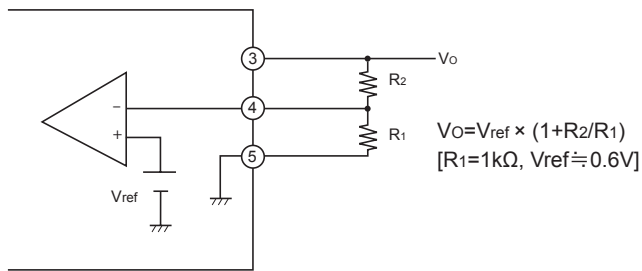 3
Vo
R2
−
4
+
R1
Vo=Vref × (1+R2/R1)
5
[R1=1kΩ, Vref≒0.6V]
Vref